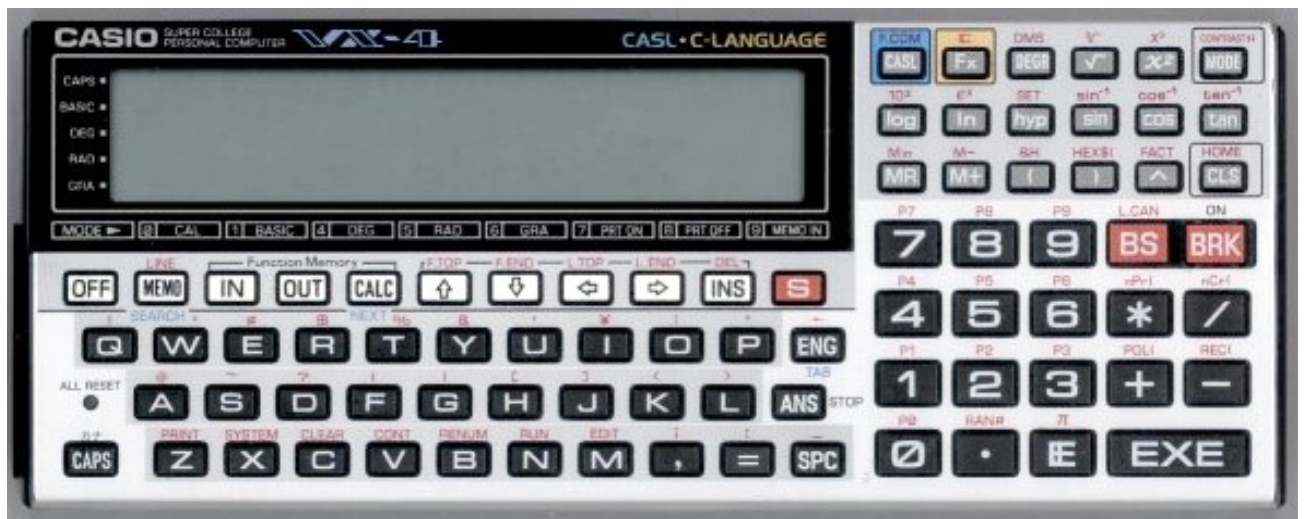 CASIO SUPER COLLEGE PERSONAL COMPUTER VX-4 CASL•C-LANGUAGE
CAPS
BASIC
DEG
RAD
GRA
MODE 0 CAL 1 BASIC 4 DEG 5 RAD 6 GRA 7 PRT ON 8 PRT OFF 9 MEMO IN
LINE Function Memory F.TOP F.END L.TOP L.END DEL
OFF MEMO IN OUT CALC ⇧ ⇩ ⇦ ⇨ INS S
SEARCH NEXT
Q W E R T Y U I O P ENG
TAB
ALL RESET A S D F G H J K L ANS STOP
カナ PRINT SYSTEM CLEAR CONT RENUM RUN EDIT
CAPS Z X C V B N M , = SPC
F.COM DMS CONTRAST
CASL Fx DEGR √ x² MODE
10ˣ eˣ SET sin⁻¹ cos⁻¹ tan⁻¹
log ln hyp sin cos tan
Min M- &H HEX$( FACT HOME
MR M+ ( ) ^ CLS
P7 P8 P9 L.CAN ON
7 8 9 BS BRK
P4 P5 P6 nPr( nCr(
4 5 6 * /
P1 P2 P3 POL( REC(
1 2 3 + -
P0 RAN# π
0 . E EXE